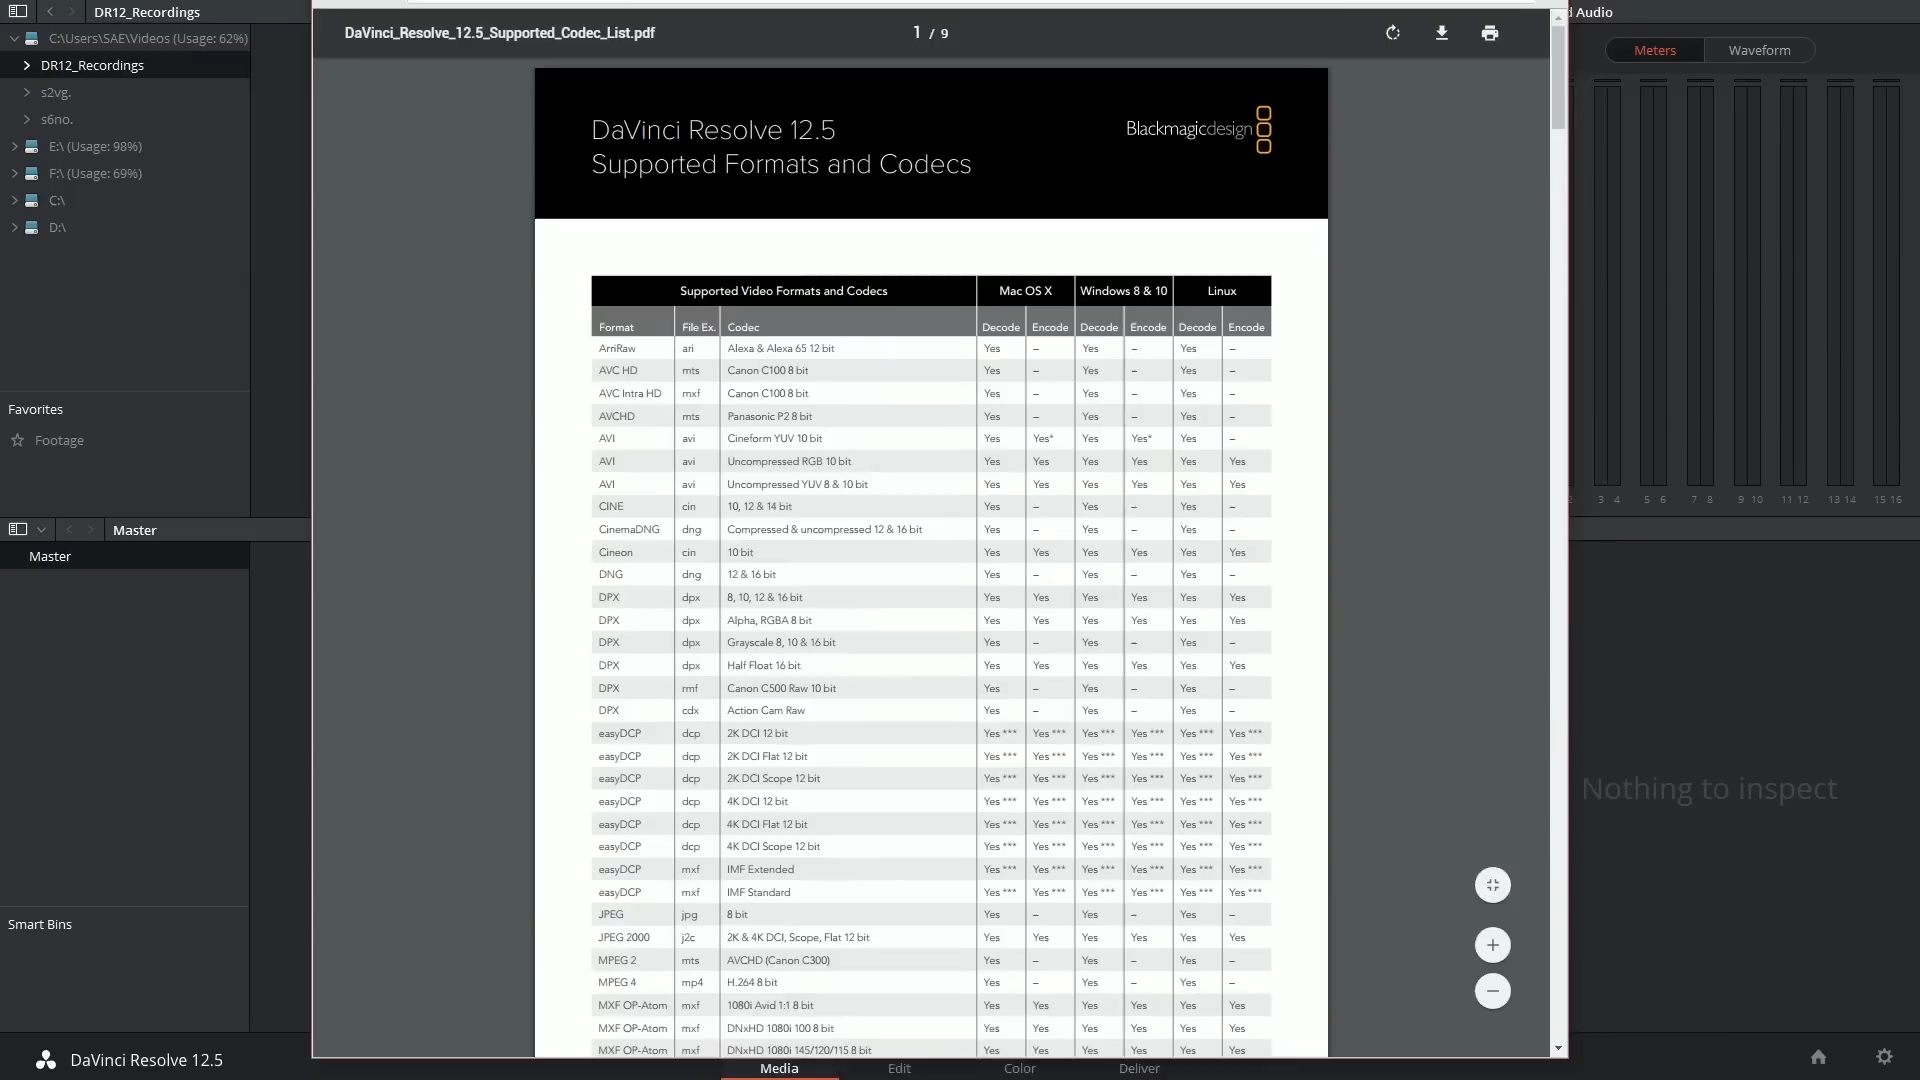 DR12_Recordings
C:\Users\SAE\Videos (Usage: 62%)
DR12_Recordings
s2vg.
s6no.
E:\ (Usage: 98%)
F:\ (Usage: 69%)
C:\
D:\
Favorites
Footage
Master
Master
Smart Bins
DaVinci Resolve 12.5
DaVinci_Resolve_12.5_Supported_Codec_List.pdf
1 / 9
DaVinci Resolve 12.5
Supported Formats and Codecs
Blackmagicdesign
Supported Video Formats and Codecs Mac OS X Windows 8 & 10 Linux
Format File Ex. Codec Decode Encode Decode Encode Decode Encode
ArriRaw ari Alexa & Alexa 65 12 bit Yes – Yes – Yes –
AVC HD mts Canon C100 8 bit Yes – Yes – Yes –
AVC Intra HD mxf Canon C100 8 bit Yes – Yes – Yes –
AVCHD mts Panasonic P2 8 bit Yes – Yes – Yes –
AVI avi Cineform YUV 10 bit Yes Yes* Yes Yes* Yes –
AVI avi Uncompressed RGB 10 bit Yes Yes Yes Yes Yes Yes
AVI avi Uncompressed YUV 8 & 10 bit Yes Yes Yes Yes Yes Yes
CINE cin 10, 12 & 14 bit Yes – Yes – Yes –
CinemaDNG dng Compressed & uncompressed 12 & 16 bit Yes – Yes – Yes –
Cineon cin 10 bit Yes Yes Yes Yes Yes Yes
DNG dng 12 & 16 bit Yes – Yes – Yes –
DPX dpx 8, 10, 12 & 16 bit Yes Yes Yes Yes Yes Yes
DPX dpx Alpha, RGBA 8 bit Yes Yes Yes Yes Yes Yes
DPX dpx Grayscale 8, 10 & 16 bit Yes – Yes – Yes –
DPX dpx Half Float 16 bit Yes Yes Yes Yes Yes Yes
DPX rmf Canon C500 Raw 10 bit Yes – Yes – Yes –
DPX cdx Action Cam Raw Yes – Yes – Yes –
easyDCP dcp 2K DCI 12 bit Yes *** Yes *** Yes *** Yes *** Yes *** Yes ***
easyDCP dcp 2K DCI Flat 12 bit Yes *** Yes *** Yes *** Yes *** Yes *** Yes ***
easyDCP dcp 2K DCI Scope 12 bit Yes *** Yes *** Yes *** Yes *** Yes *** Yes ***
easyDCP dcp 4K DCI 12 bit Yes *** Yes *** Yes *** Yes *** Yes *** Yes ***
easyDCP dcp 4K DCI Flat 12 bit Yes *** Yes *** Yes *** Yes *** Yes *** Yes ***
easyDCP dcp 4K DCI Scope 12 bit Yes *** Yes *** Yes *** Yes *** Yes *** Yes ***
easyDCP mxf IMF Extended Yes *** Yes *** Yes *** Yes *** Yes *** Yes ***
easyDCP mxf IMF Standard Yes *** Yes *** Yes *** Yes *** Yes *** Yes ***
JPEG jpg 8 bit Yes – Yes – Yes –
JPEG 2000 j2c 2K & 4K DCI, Scope, Flat 12 bit Yes Yes Yes Yes Yes Yes
MPEG 2 mts AVCHD (Canon C300) Yes – Yes – Yes –
MPEG 4 mp4 H.264 8 bit Yes – Yes – Yes –
MXF OP-Atom mxf 1080i Avid 1:1 8 bit Yes Yes Yes Yes Yes Yes
MXF OP-Atom mxf DNxHD 1080i 100 8 bit Yes Yes Yes Yes Yes Yes
MXF OP-Atom mxf DNxHD 1080i 145/120/115 8 bit Yes Yes Yes Yes Yes Yes
Media Edit Color Deliver
d Audio
Meters Waveform
2 3 4 5 6 7 8 9 10 11 12 13 14 15 16
Nothing to inspect